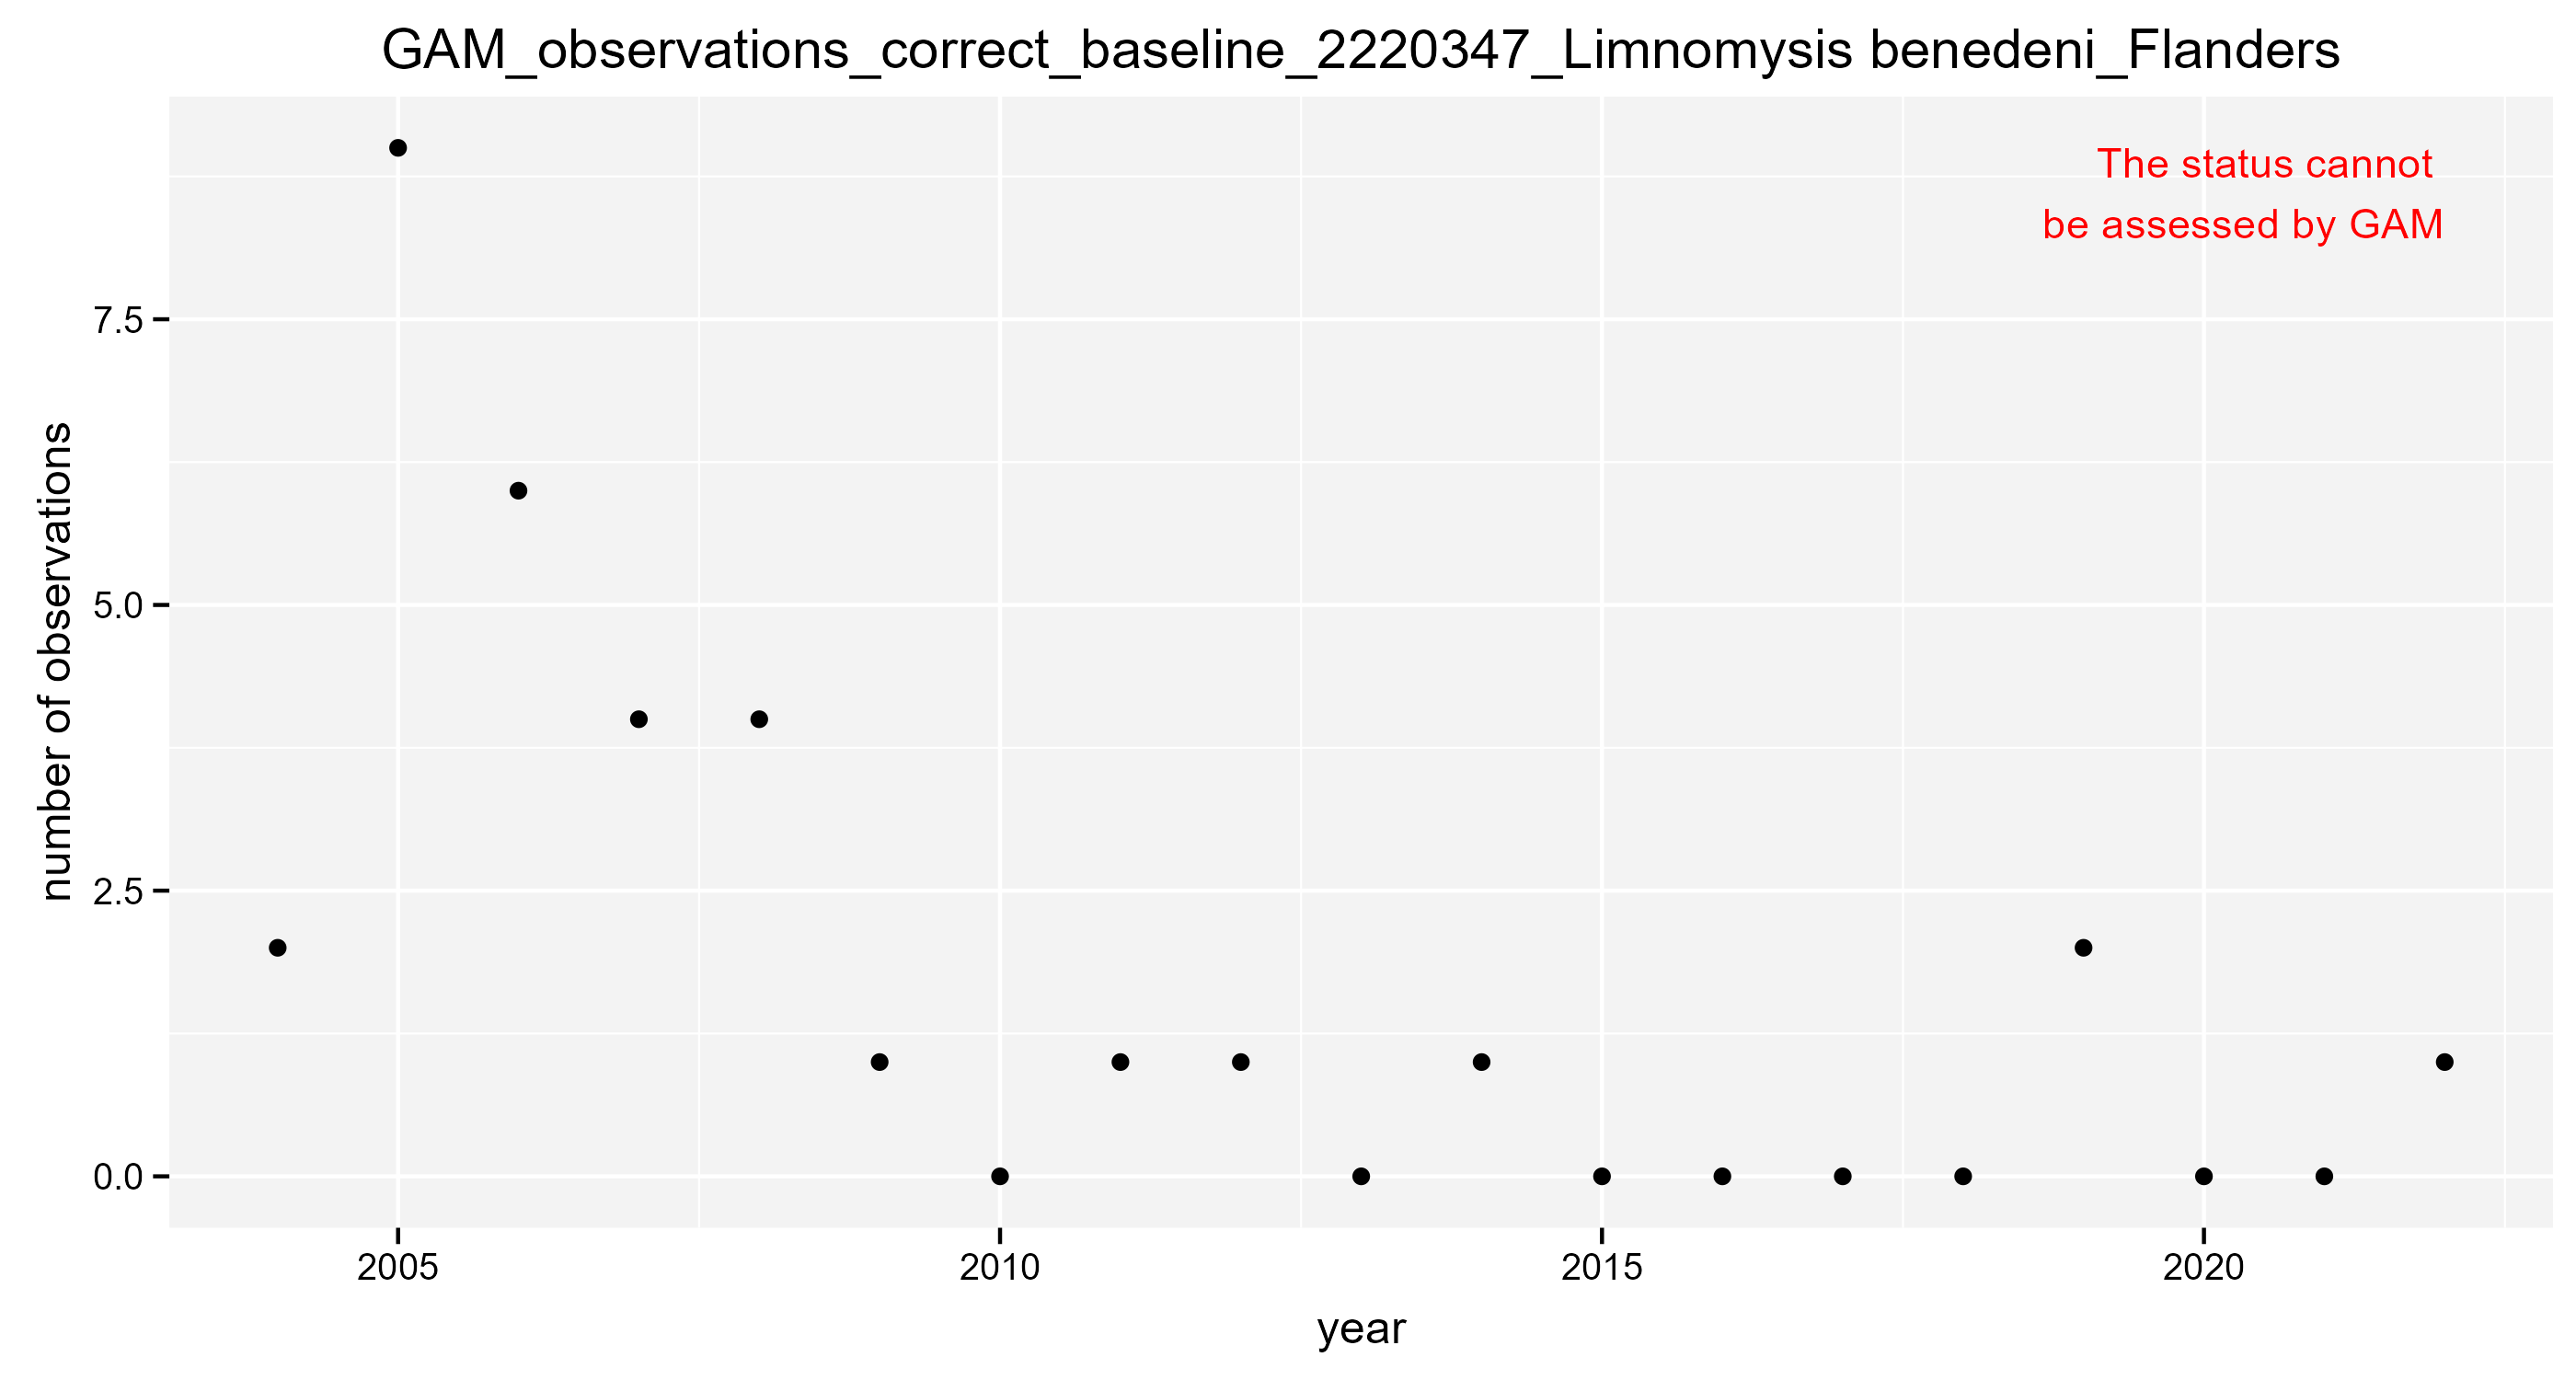 GAM_observations_correct_baseline_2220347_Limnomysis benedeni_Flanders
The status cannot
be assessed by GAM
number of observations
7.5
5.0
2.5
0.0
2005
2010
2015
2020
year